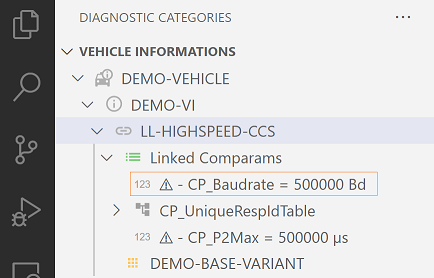 DIAGNOSTIC CATEGORIES
VEHICLE INFORMATIONS
DEMO-VEHICLE
DEMO-VI
LL-HIGHSPEED-CCS
Linked Comparams
123 ⚠ - CP_Baudrate = 500000 Bd
CP_UniqueRespIdTable
123 ⚠ - CP_P2Max = 500000 µs
DEMO-BASE-VARIANT